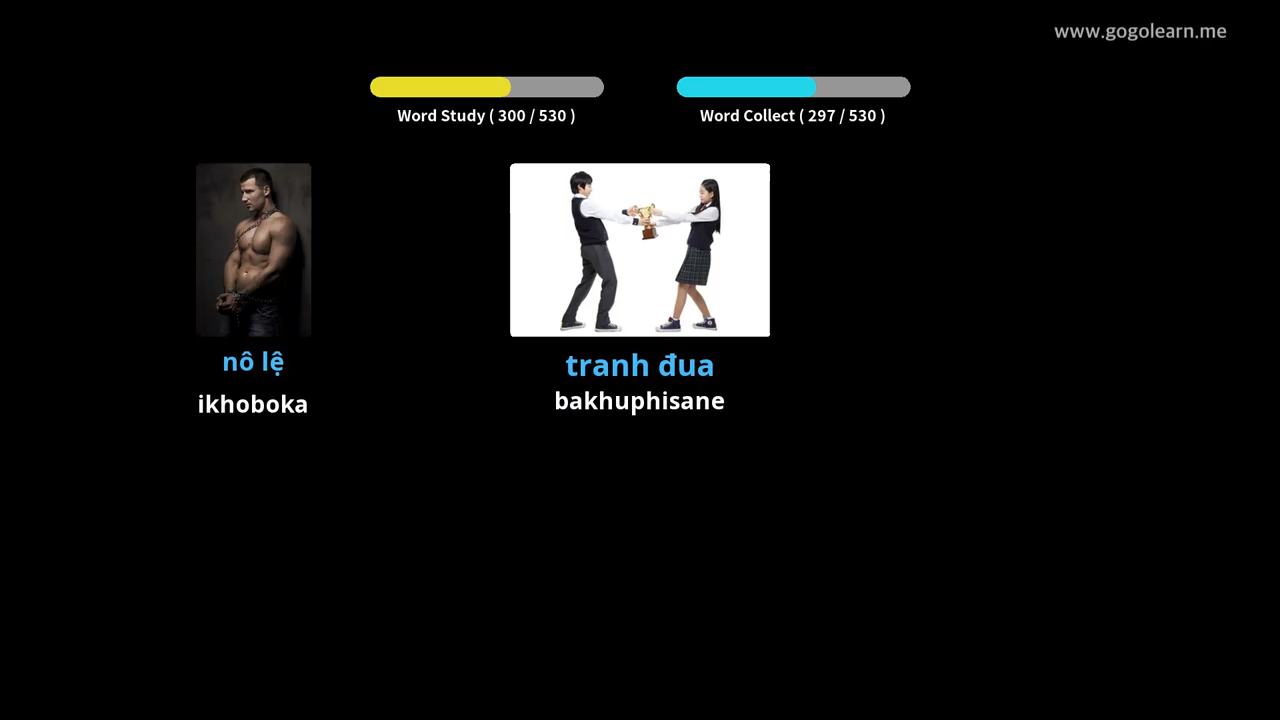 www.gogolearn.me
Word Study ( 300 / 530 )
Word Collect ( 297 / 530 )
nô lệ
ikhoboka
tranh đua
bakhuphisane